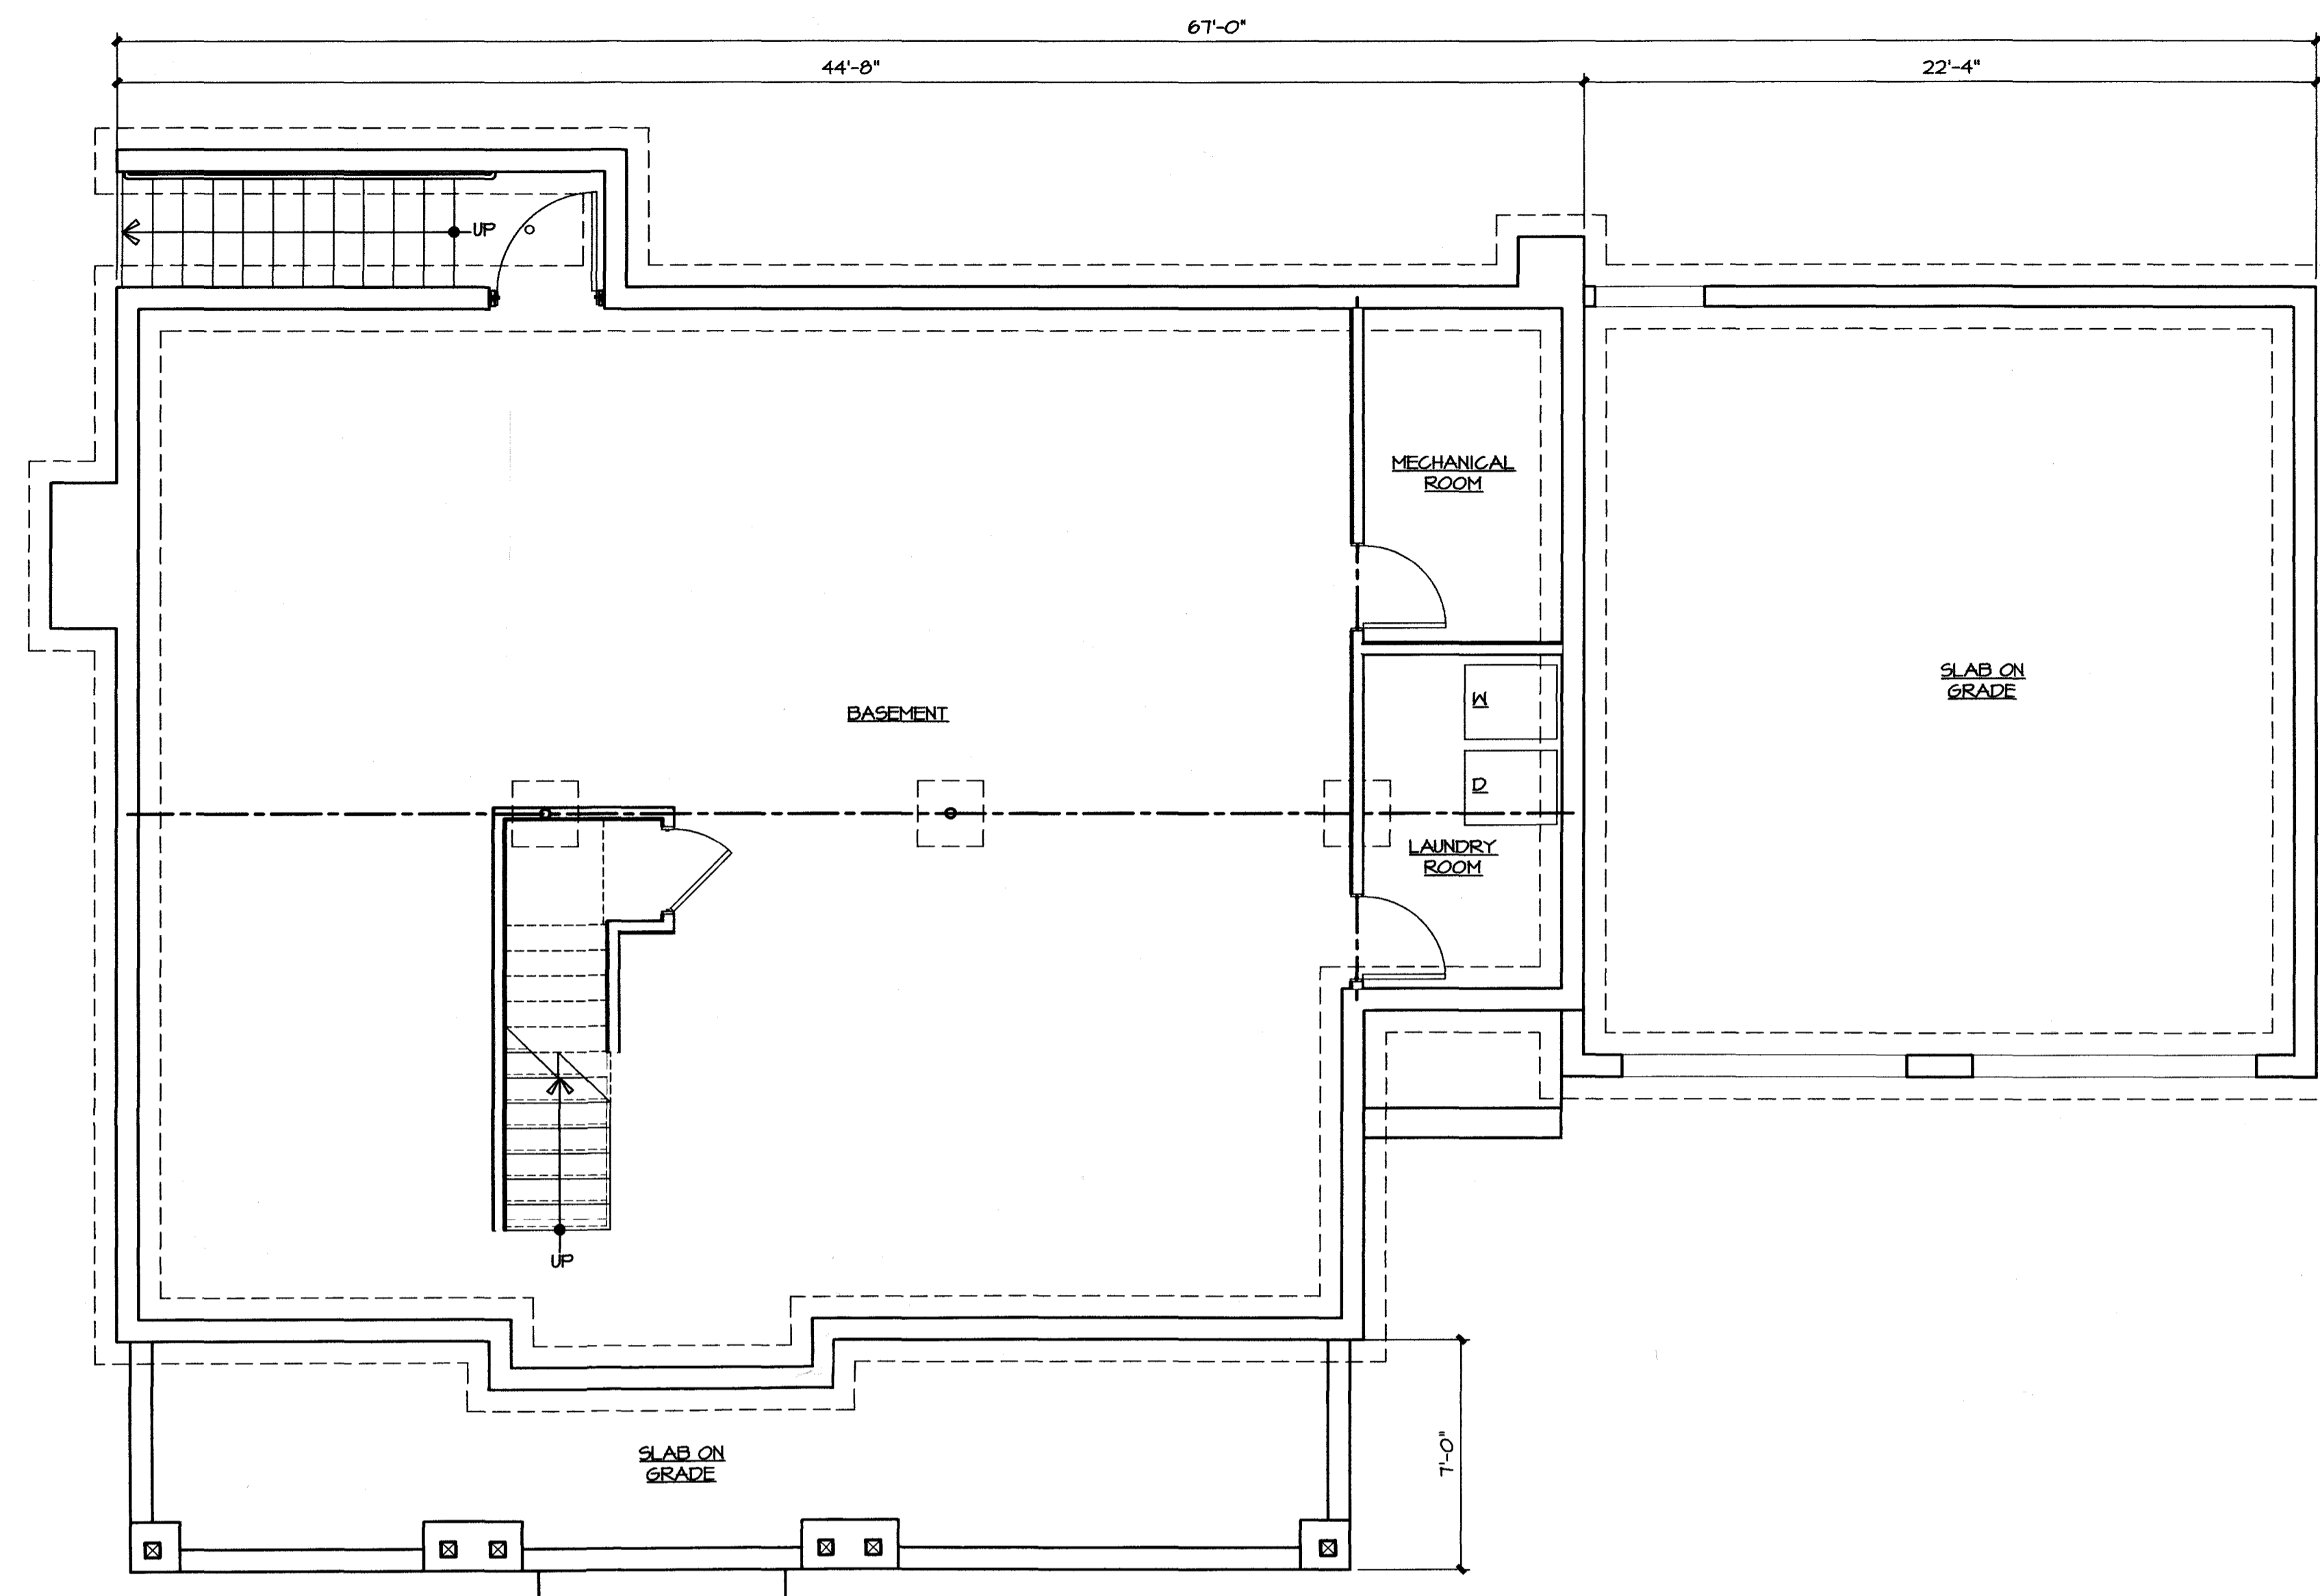 67'-0"
44'-8"
22'-4"
UP
MECHANICAL
ROOM
SLAB ON
GRADE
W
BASEMENT
D
LAUNDRY
ROOM
UP
SLAB ON
GRADE
7'-0"